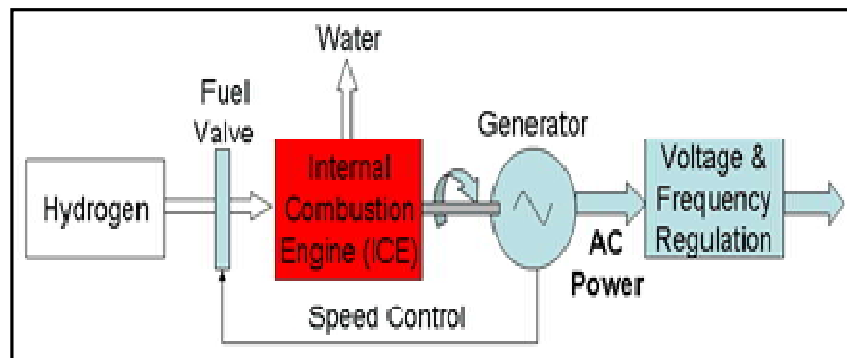 Water
Fuel
Valve
Generator
Hydrogen
Internal
Combustion
Engine (ICE)
Voltage &
Frequency
Regulation
AC
Power
Speed Control